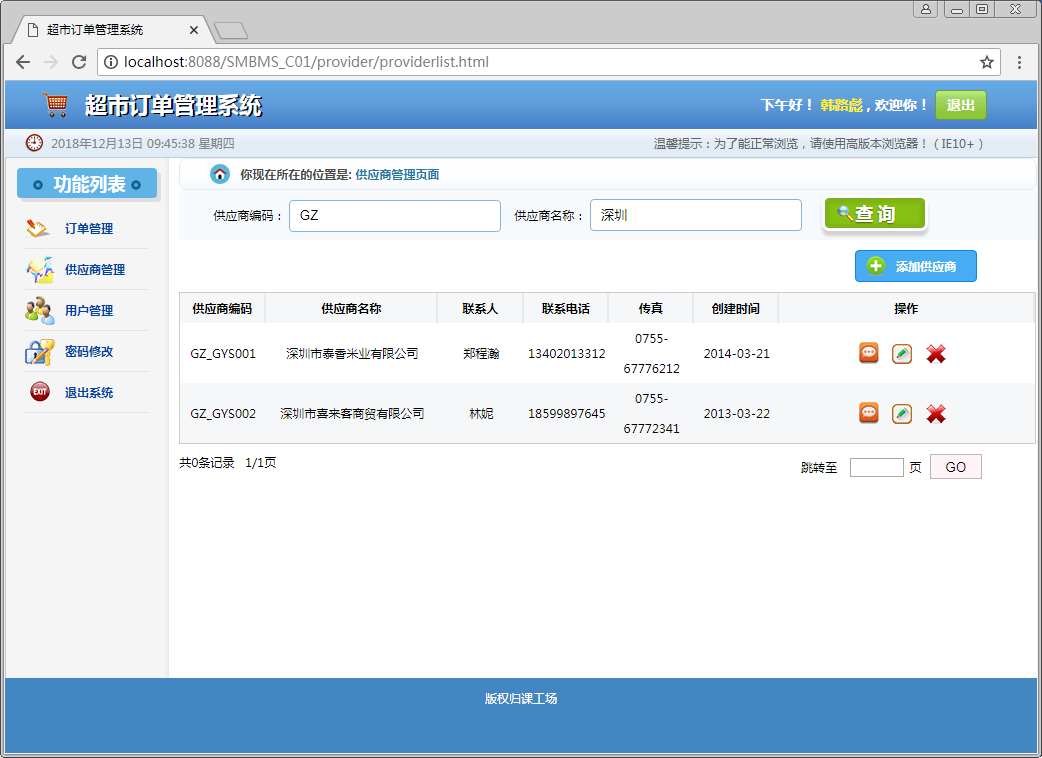 超市订单管理系统
localhost:8088/SMBMS_C01/provider/providerlist.html
超市订单管理系统
下午好！ 韩路彪 , 欢迎你！ 退出
2018年12月13日 09:45:38 星期四
温馨提示：为了能正常浏览，请使用高版本浏览器！（IE10+）
功能列表
订单管理
供应商管理
用户管理
密码修改
EXIT 退出系统
你现在所在的位置是: 供应商管理页面
供应商编码： GZ 供应商名称： 深圳 查 询
添加供应商
供应商编码 供应商名称 联系人 联系电话 传真 创建时间 操作
GZ_GYS001 深圳市泰香米业有限公司 郑程瀚 13402013312 0755-67776212 2014-03-21
GZ_GYS002 深圳市喜来客商贸有限公司 林妮 18599897645 0755-67772341 2013-03-22
共0条记录 1/1页
跳转至 页 GO
版权归课工场